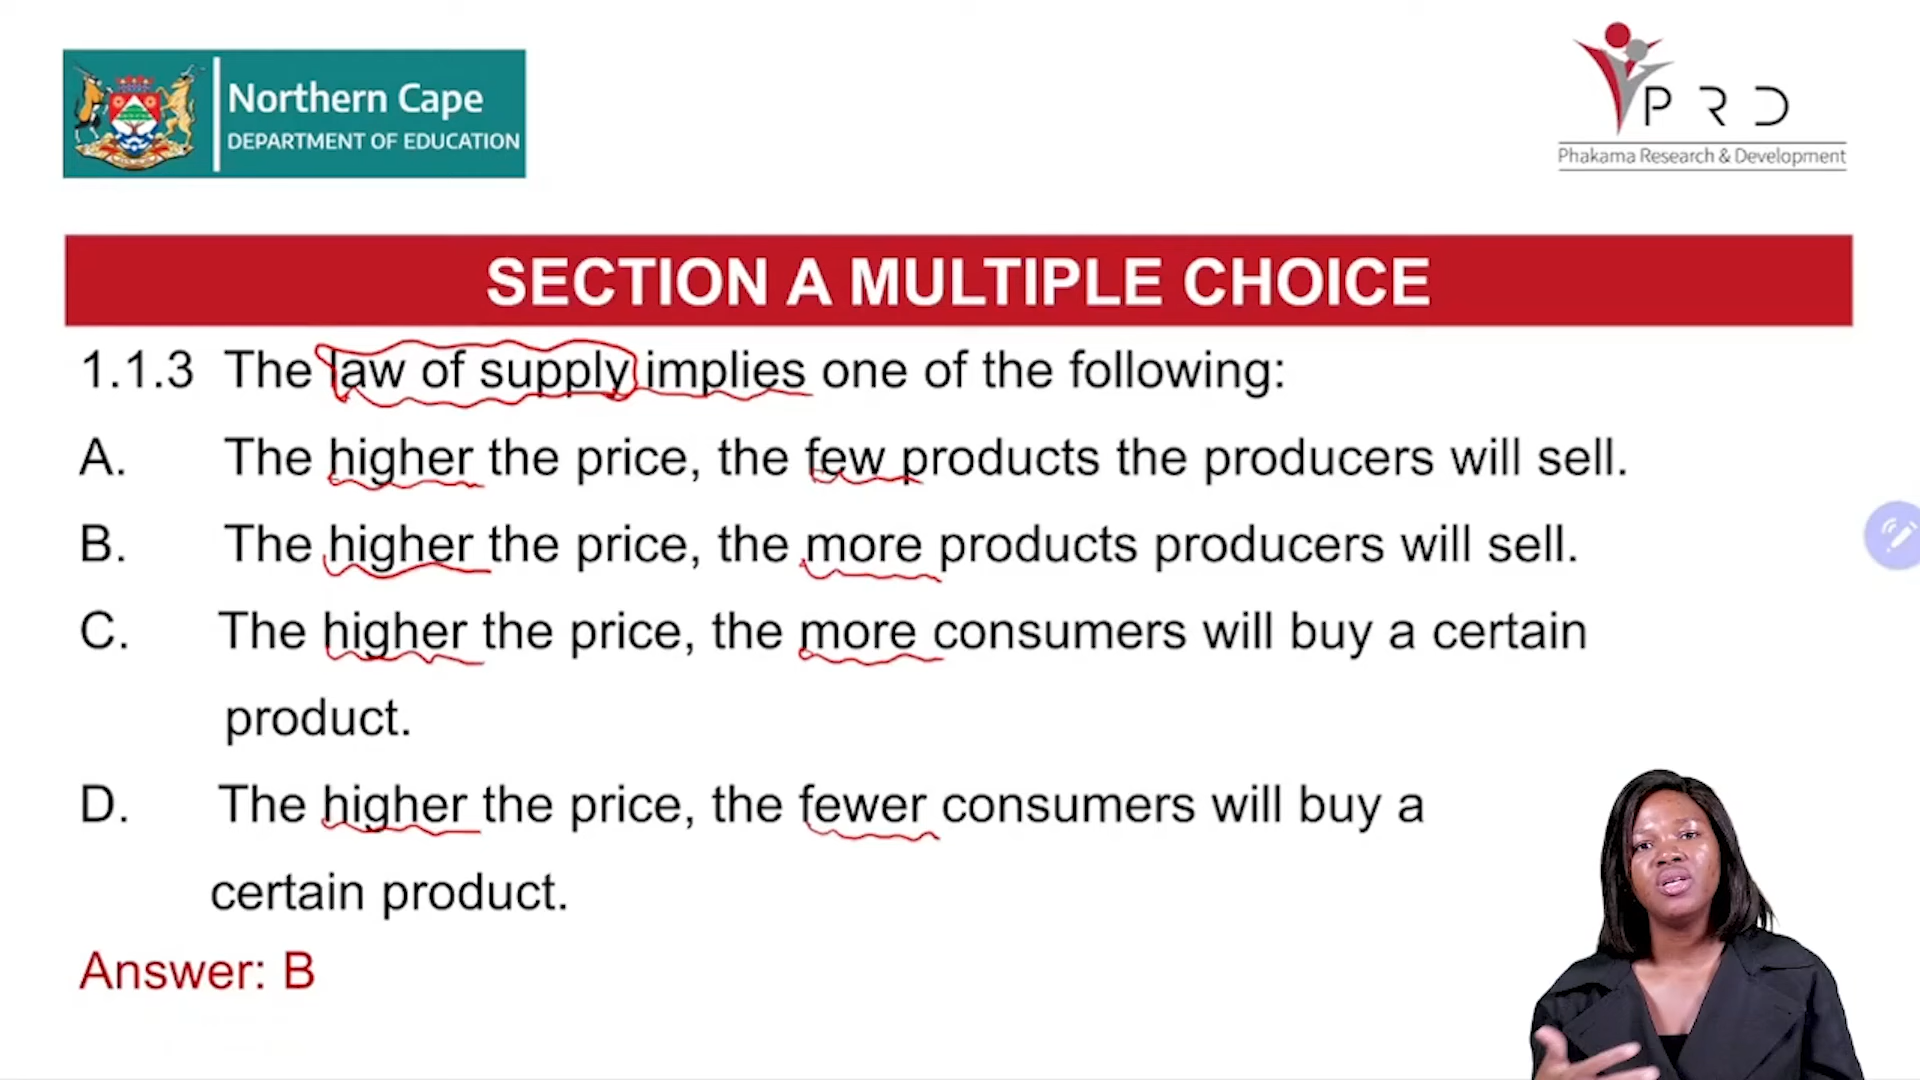 Northern Cape
DEPARTMENT OF EDUCATION
PRD
Phakama Research & Development
SECTION A MULTIPLE CHOICE
1.1.3 The law of supply implies one of the following:
A. The higher the price, the few products the producers will sell.
B. The higher the price, the more products producers will sell.
C. The higher the price, the more consumers will buy a certain
product.
D. The higher the price, the fewer consumers will buy a
certain product.
Answer: B